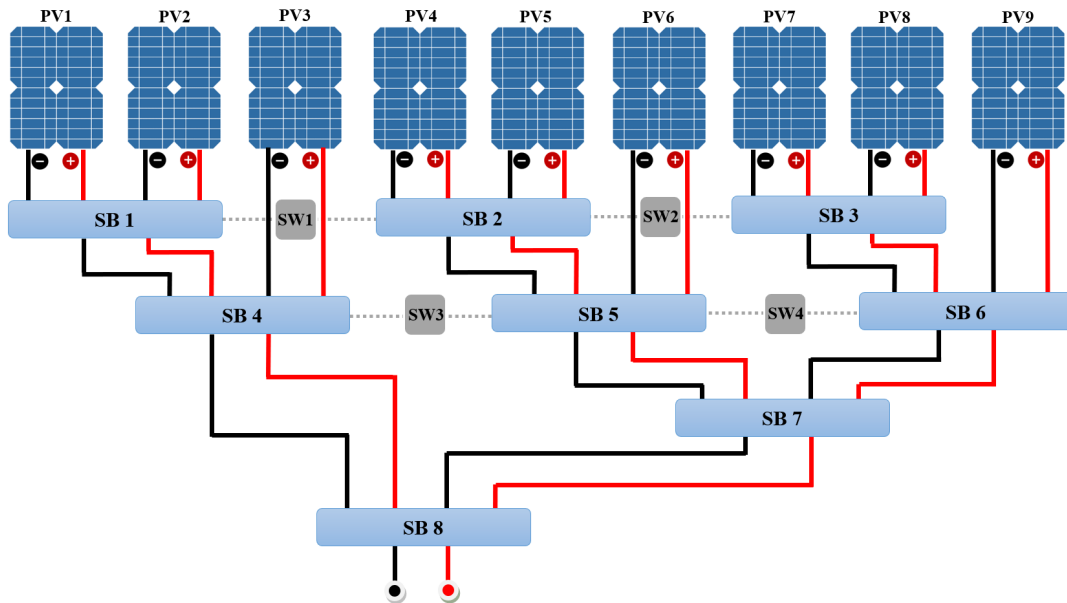 PV1 PV2 PV3 PV4 PV5 PV6 PV7 PV8 PV9
− + − + − + − + − + − + − + − + − +
SB 1 SW1 SB 2 SW2 SB 3
SB 4 SW3 SB 5 SW4 SB 6
SB 7
SB 8